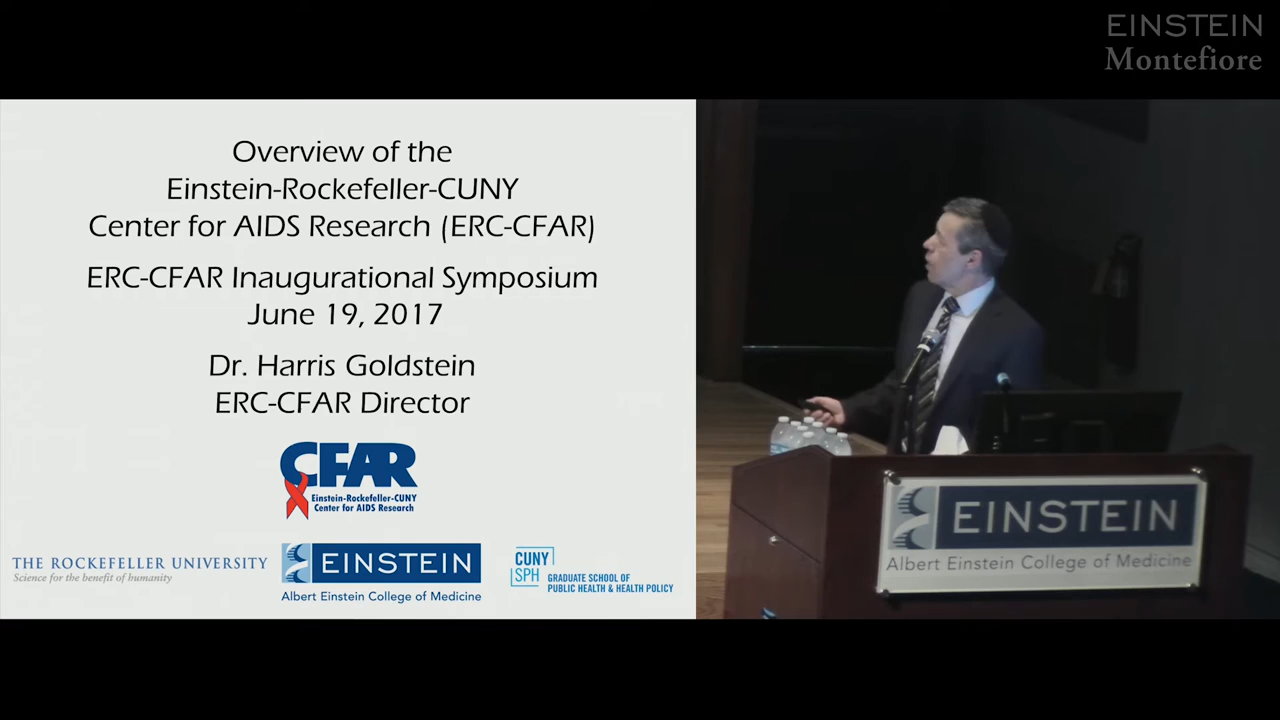 EINSTEIN
Montefiore
Overview of the
Einstein-Rockefeller-CUNY
Center for AIDS Research (ERC-CFAR)
ERC-CFAR Inaugurational Symposium
June 19, 2017
Dr. Harris Goldstein
ERC-CFAR Director
CFAR
Einstein-Rockefeller-CUNY
Center for AIDS Research
THE ROCKEFELLER UNIVERSITY
Science for the benefit of humanity
EINSTEIN
Albert Einstein College of Medicine
CUNY
SPH
GRADUATE SCHOOL OF
PUBLIC HEALTH & HEALTH POLICY
EINSTEIN
Albert Einstein College of Medicine